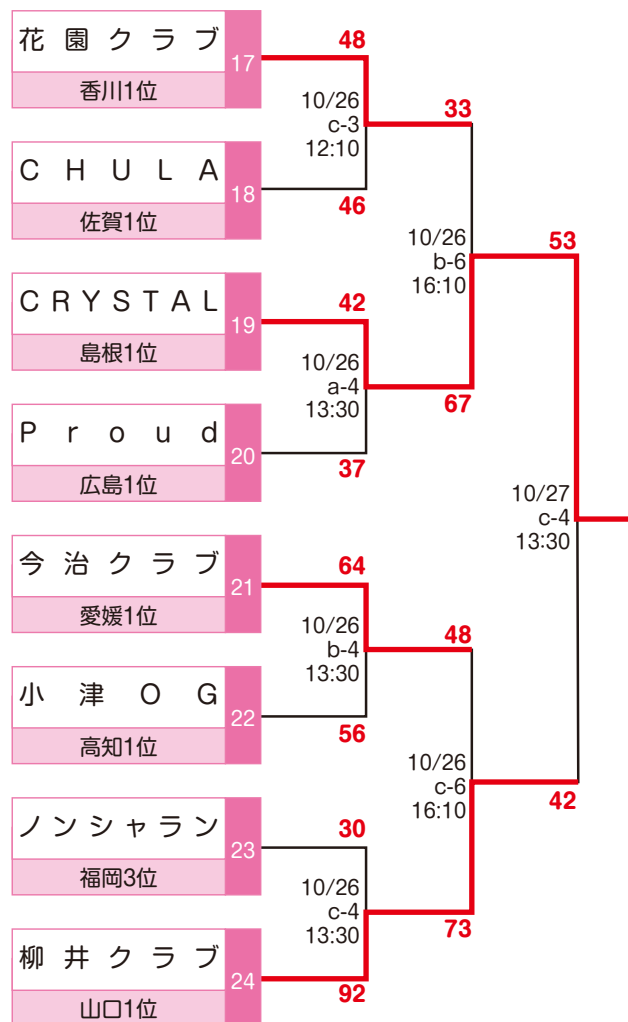 花園クラブ
17
香川1位
48
10/26
c-3
12:10
33
CHULA
18
佐賀1位
46
10/26
b-6
16:10
53
CRYSTAL
19
島根1位
42
10/26
a-4
13:30
67
Proud
20
広島1位
37
10/27
c-4
13:30
今治クラブ
21
愛媛1位
64
10/26
b-4
13:30
48
小津OG
22
高知1位
56
10/26
c-6
16:10
42
ノンシャラン
23
福岡3位
30
10/26
c-4
13:30
73
柳井クラブ
24
山口1位
92